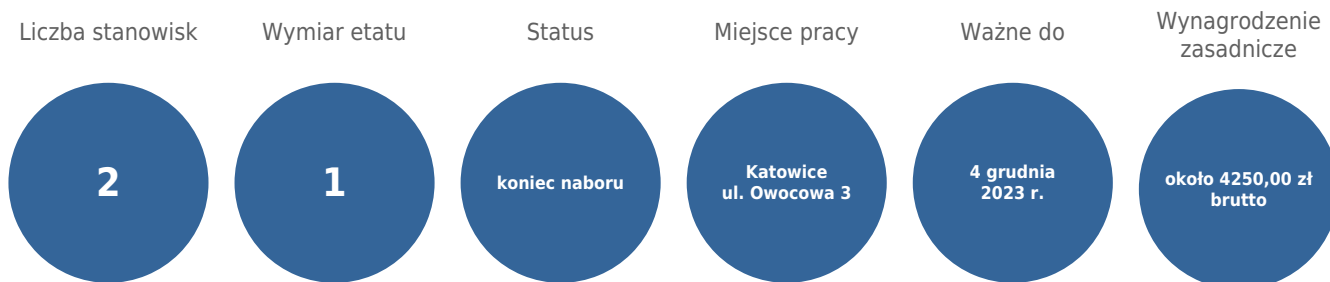 Liczba stanowisk
2
Wymiar etatu
1
Status
koniec naboru
Miejsce pracy
Katowice
ul. Owocowa 3
Ważne do
4 grudnia
2023 r.
Wynagrodzenie
zasadnicze
około 4250,00 zł
brutto